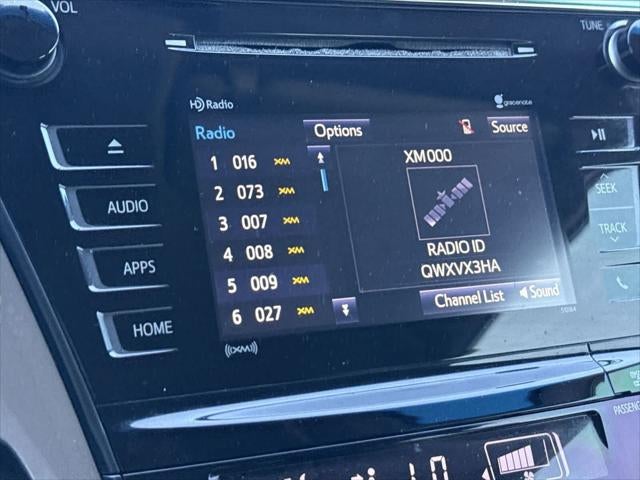 VOL
TUNE
HD Radio
gracenote
Radio
Options
Source
1 016 XM
2 073 XM
3 007 XM
4 008 XM
5 009 XM
6 027 XM
XM000
RADIO ID
QWXVX3HA
Channel List
Sound
AUDIO
APPS
HOME
SEEK
TRACK
((XM))
PASSENG